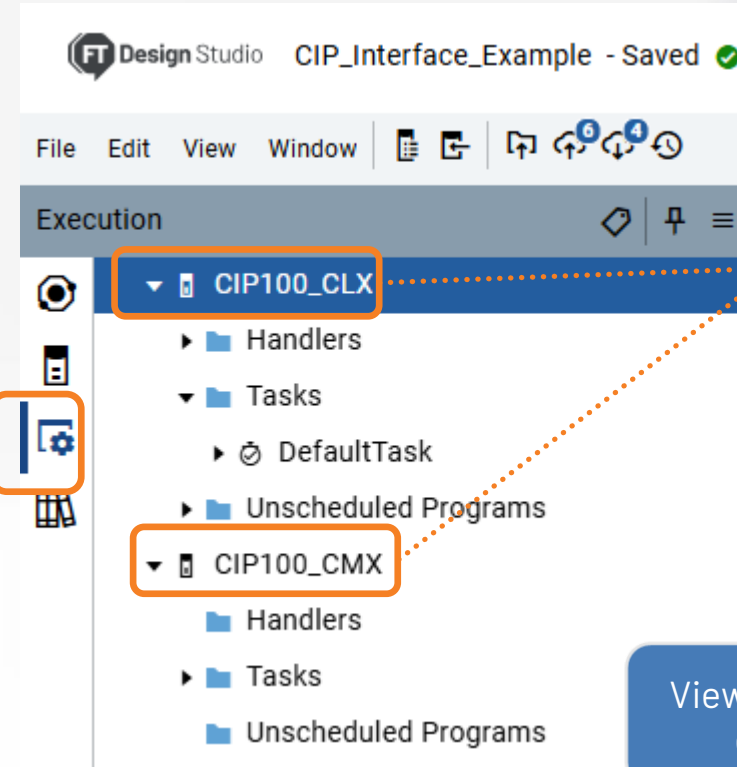 FT Design Studio CIP_Interface_Example - Saved
File Edit View Window 6 4
Execution
CIP100_CLX
Handlers
Tasks
DefaultTask
Unscheduled Programs
CIP100_CMX
Handlers
Tasks
Unscheduled Programs
View